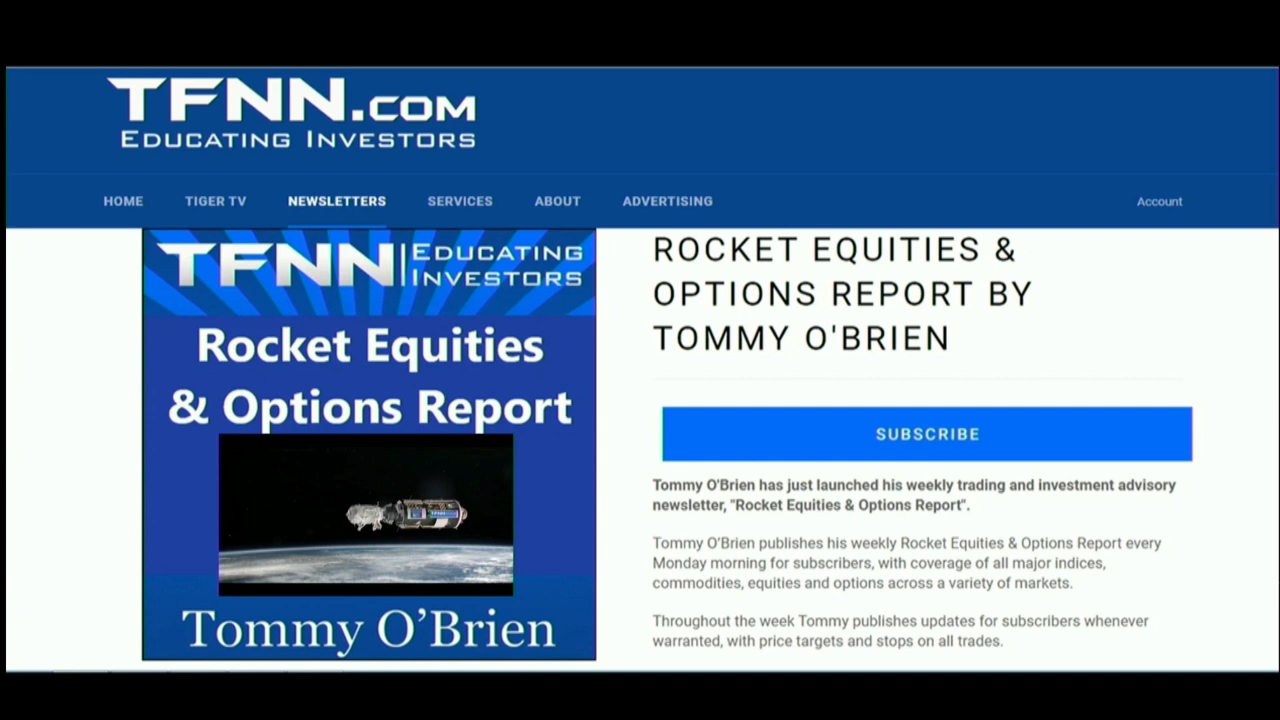 TFNN.COM
EDUCATING INVESTORS
HOME TIGER TV NEWSLETTERS SERVICES ABOUT ADVERTISING Account
TFNN EDUCATING
INVESTORS
Rocket Equities
& Options Report
Tommy O’Brien
ROCKET EQUITIES &
OPTIONS REPORT BY
TOMMY O'BRIEN
SUBSCRIBE
Tommy O'Brien has just launched his weekly trading and investment advisory
newsletter, "Rocket Equities & Options Report".
Tommy O'Brien publishes his weekly Rocket Equities & Options Report every
Monday morning for subscribers, with coverage of all major indices,
commodities, equities and options across a variety of markets.
Throughout the week Tommy publishes updates for subscribers whenever
warranted, with price targets and stops on all trades.